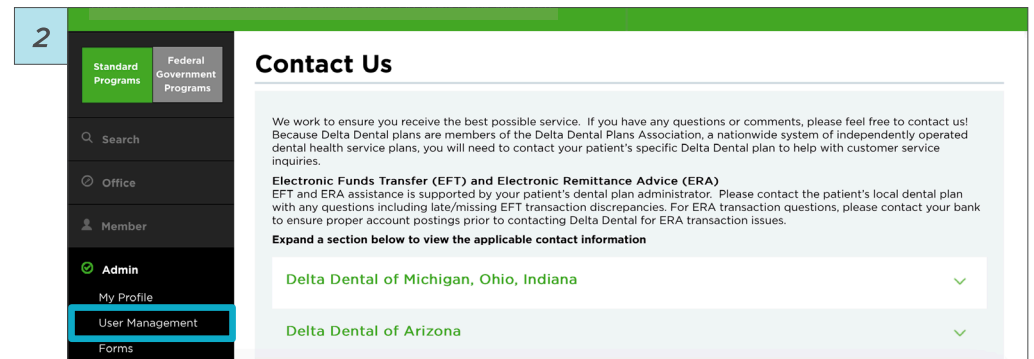 2
Standard
Programs
Federal
Government
Programs
Search
Office
Member
Admin
My Profile
User Management
Forms
Contact Us
We work to ensure you receive the best possible service.  If you have any questions or comments, please feel free to contact us!
Because Delta Dental plans are members of the Delta Dental Plans Association, a nationwide system of independently operated
dental health service plans, you will need to contact your patient's specific Delta Dental plan to help with customer service
inquiries.
Electronic Funds Transfer (EFT) and Electronic Remittance Advice (ERA)
EFT and ERA assistance is supported by your patient's dental plan administrator.  Please contact the patient's local dental plan
with any questions including late/missing EFT transaction discrepancies. For ERA transaction questions, please contact your bank
to ensure proper account postings prior to contacting Delta Dental for ERA transaction issues.
Expand a section below to view the applicable contact information
Delta Dental of Michigan, Ohio, Indiana
Delta Dental of Arizona